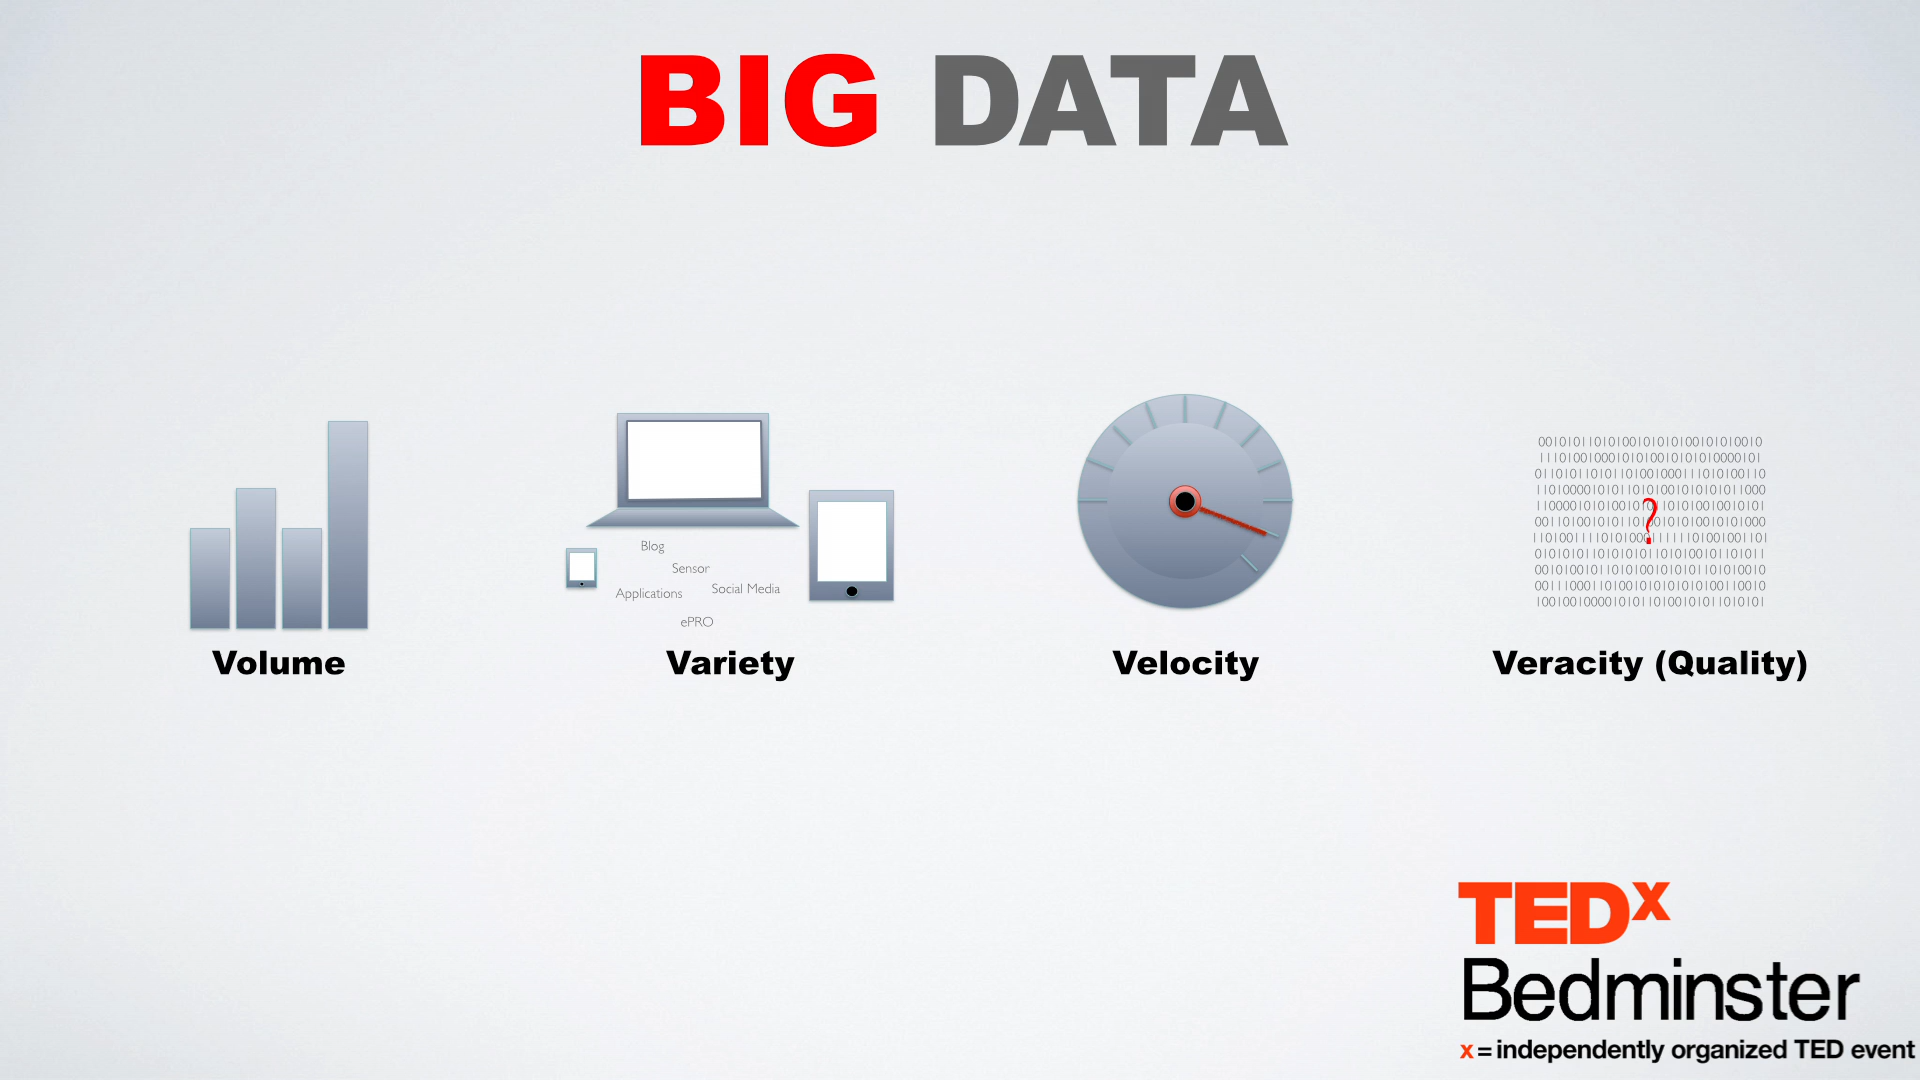 BIG DATA
Blog
Sensor
Applications
Social Media
ePRO
?
Volume
Variety
Velocity
Veracity (Quality)
TEDx
Bedminster
x = independently organized TED event